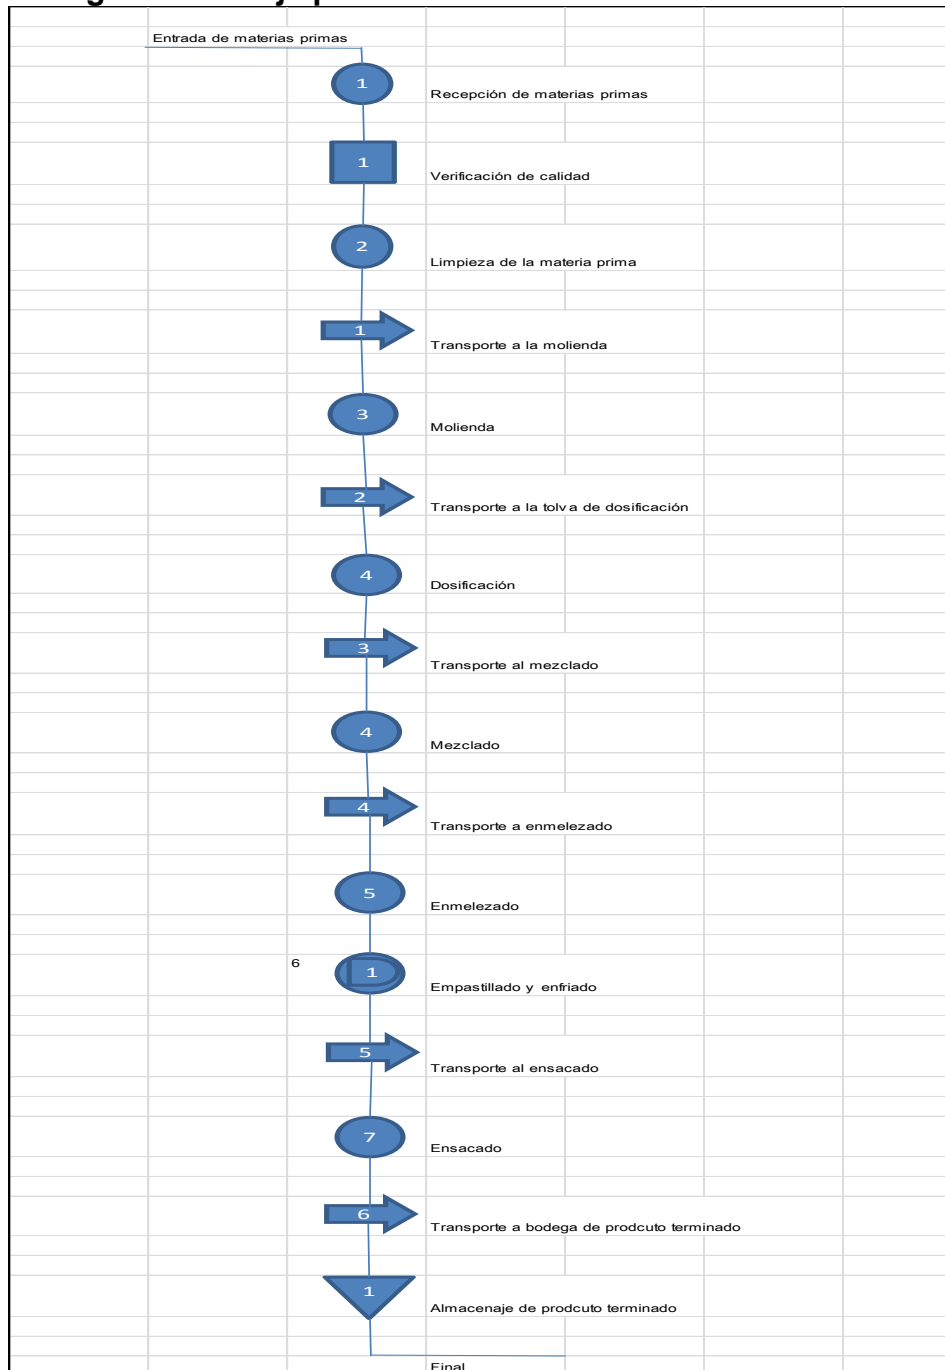 Entrada de materias primas
1
Recepción de materias primas
1
Verificación de calidad
2
Limpieza de la materia prima
1
Transporte a la molienda
3
Molienda
2
Transporte a la tolva de dosificación
4
Dosificación
3
Transporte al mezclado
4
Mezclado
4
Transporte a enmelezado
5
Enmelezado
6
1
Empastillado y enfriado
5
Transporte al ensacado
7
Ensacado
6
Transporte a bodega de prodcuto terminado
1
Almacenaje de prodcuto terminado
Final